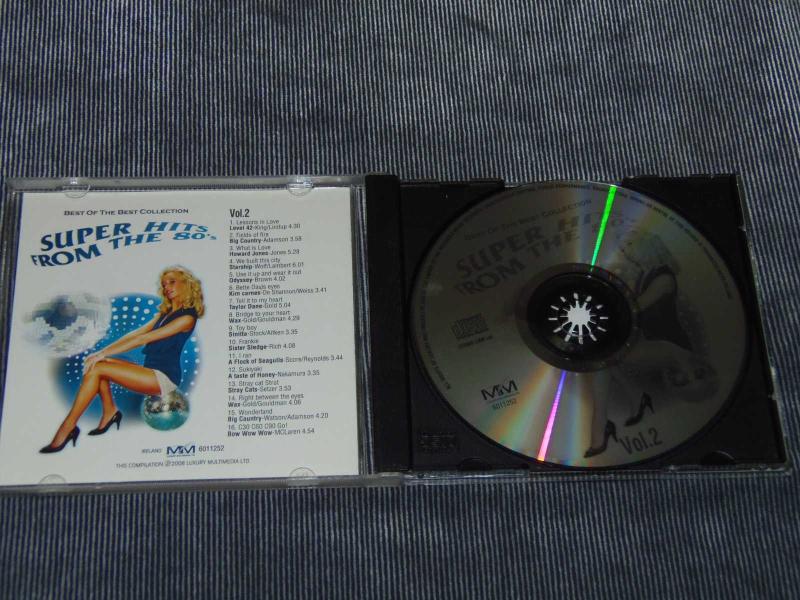 BEST OF THE BEST COLLECTION
SUPER HITS
FROM THE 80's
Vol.2
1. Lessons in Love
Level 42-King/Lindup 4.30
2. Fields of fire
Big Country-Adamson 3.58
3. What is Love
Howard Jones-Jones 5.28
4. We built this city
Starship-Wolf/Lambert 6.01
5. Use it up and wear it out
Odyssey-Brown 4.02
6. Bette Davis eyes
Kim carnes-De Shannon/Weiss 3.41
7. Tell it to my heart
Taylor Dane-Gold 5.04
8. Bridge to your heart
Wax-Gold/Gouldman 4.28
9. Toy boy
Sinitta-Stock/Aitken 3.35
10. Frankie
Sister Sledge-Rich 4.08
11. I ran
A Flock of Seagulls-Score/Reynolds 3.44
12. Sukiyaki
A taste of Honey-Nakamura 3.35
13. Stray cat Strut
Stray Cats-Setzer 3.53
14. Right between the eyes
Wax-Gold/Gouldman 4.06
15. Wonderland
Big Country-Watson/Adamson 4.20
16. C30 C60 C90 Go!
Bow Wow Wow-MCLaren 4.54
IRELAND MM 6011252
THIS COMPILATION ℗2008 LUXURY MULTIMEDIA LTD.
BEST OF THE BEST COLLECTION
SUPER HITS
FROM THE 80's
MM
6011252
Vol.2